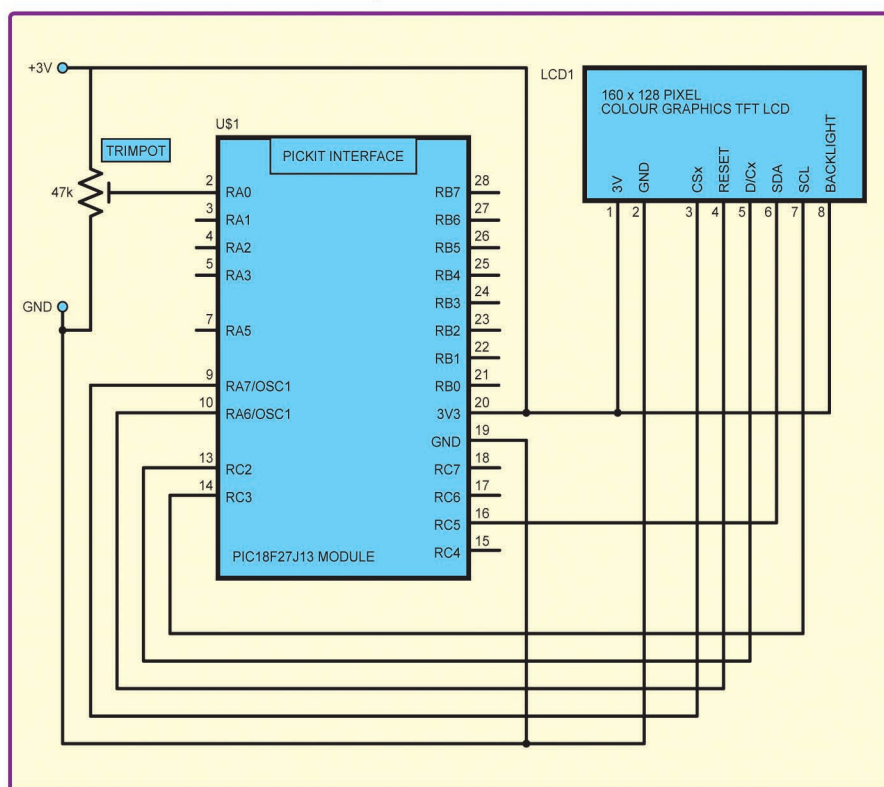 +3V
LCD1
160 x 128 PIXEL
COLOUR GRAPHICS TFT LCD
3V
GND
CSx
RESET
D/Cx
SDA
SCL
BACKLIGHT
1
2
3
4
5
6
7
8
U$1
PICKIT INTERFACE
TRIMPOT
47k
GND
2
RA0
3
RA1
4
RA2
5
RA3
7
RA5
9
RA7/OSC1
10
RA6/OSC1
13
RC2
14
RC3
RB7
28
RB6
27
RB5
26
RB4
25
RB3
24
RB2
23
RB1
22
RB0
21
3V3
20
GND
19
RC7
18
RC6
17
RC5
16
RC4
15
PIC18F27J13 MODULE